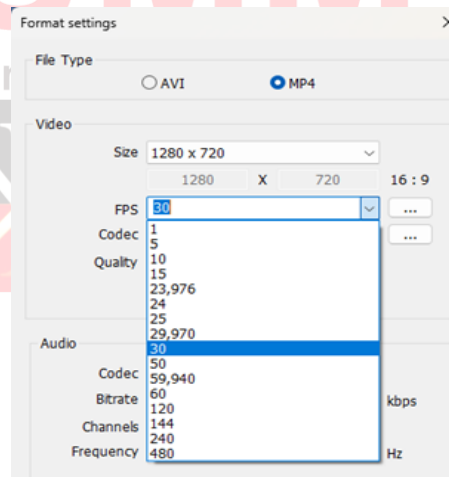 Format settings
File Type
AVI
MP4
Video
Size 1280 x 720
1280 X 720 16 : 9
FPS 30 ...
Codec ...
Quality
1
5
10
15
23,976
24
25
29,970
30
50
59,940
60
120
144
240
480
Audio
Codec
Bitrate kbps
Channels
Frequency Hz